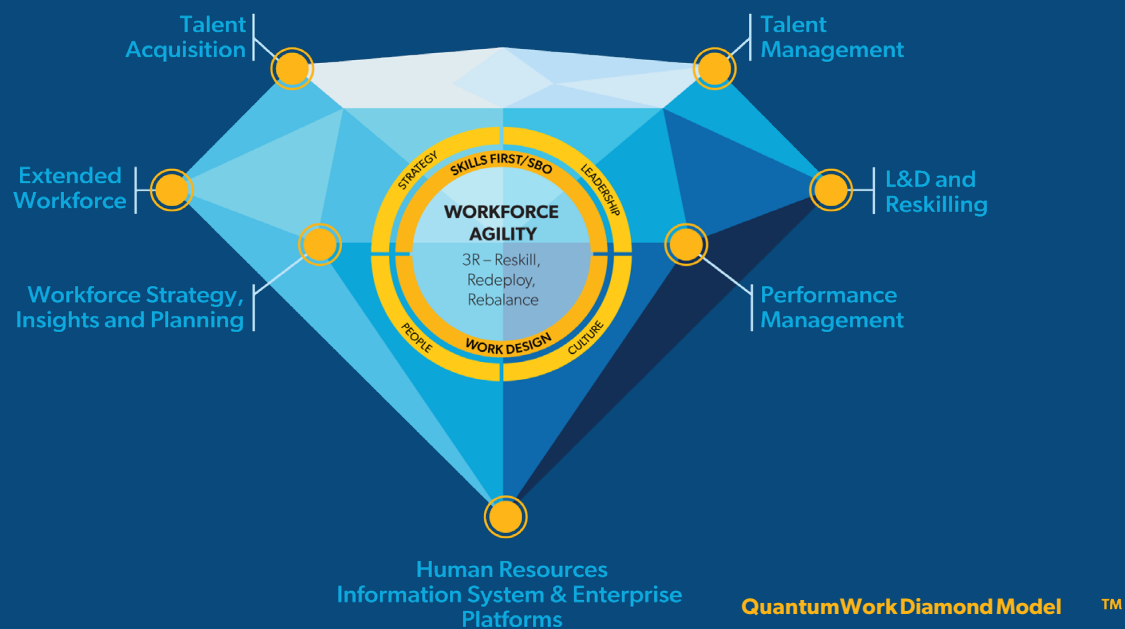 Talent
Acquisition
Talent
Management
Extended
Workforce
L&D and
Reskilling
STRATEGY
SKILLS FIRST/SBO
LEADERSHIP
WORKFORCE
AGILITY
3R – Reskill,
Redeploy,
Rebalance
PEOPLE
WORK DESIGN
CULTURE
Workforce Strategy,
Insights and Planning
Performance
Management
Human Resources
Information System & Enterprise
Platforms
QuantumWork Diamond Model TM